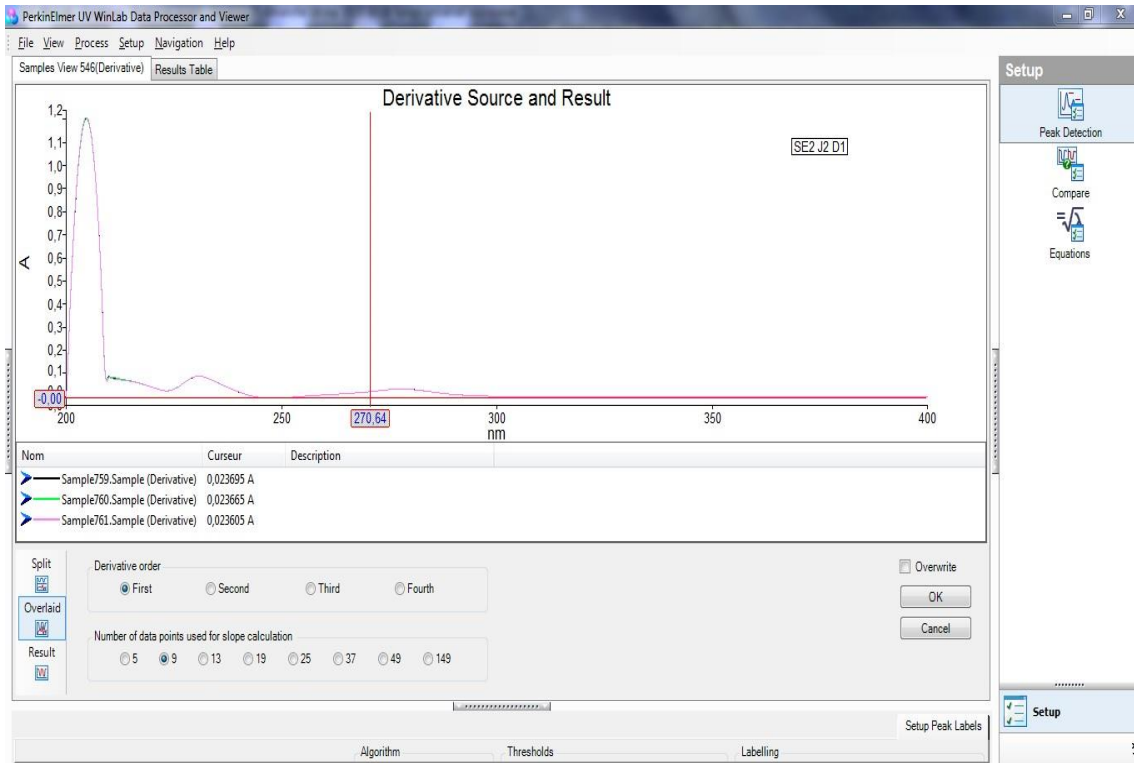 PerkinElmer UV WinLab Data Processor and Viewer
File View Process Setup Navigation Help
Samples View 546(Derivative) Results Table
Derivative Source and Result
SE2 J2 D1
1,2
1,1
1,0
0,9
0,8
0,7
0,6
0,5
0,4
0,3
0,2
0,1
-0,00
A
200 250 270,64 300 350 400
nm
Nom Curseur Description
Sample759.Sample (Derivative) 0,023695 A
Sample760.Sample (Derivative) 0,023665 A
Sample761.Sample (Derivative) 0,023605 A
Split
Overlaid
Result
Derivative order
First Second Third Fourth
Number of data points used for slope calculation
5 9 13 19 25 37 49 149
Overwrite
OK
Cancel
Setup Peak Labels
Algorithm Thresholds Labelling
Setup
Peak Detection
Compare
Equations
Setup